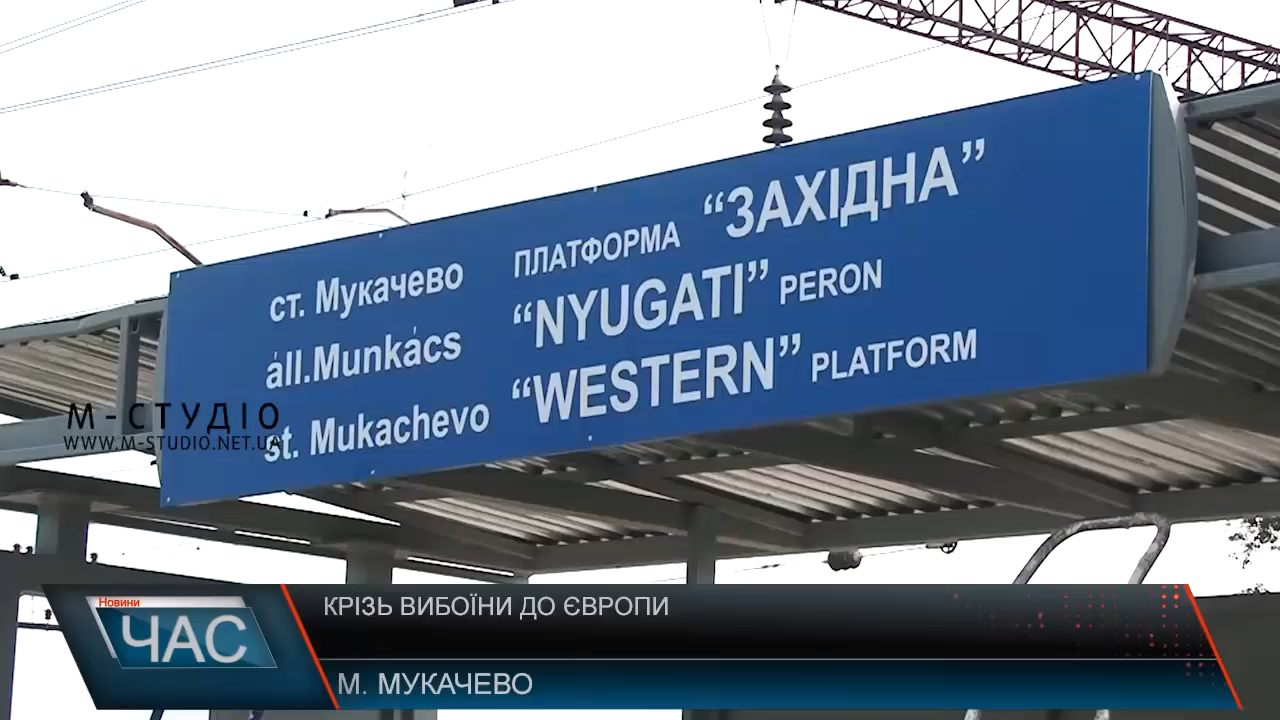 ст. Мукачево ПЛАТФОРМА “ЗАХІДНА”
áll.Munkács “NYUGATI” PERON
st. Mukachevo “WESTERN” PLATFORM
М-СТУДІО
WWW.M-STUDIO.NET.UA
Новини
ЧАС
КРІЗЬ ВИБОЇНИ ДО ЄВРОПИ
М. МУКАЧЕВО